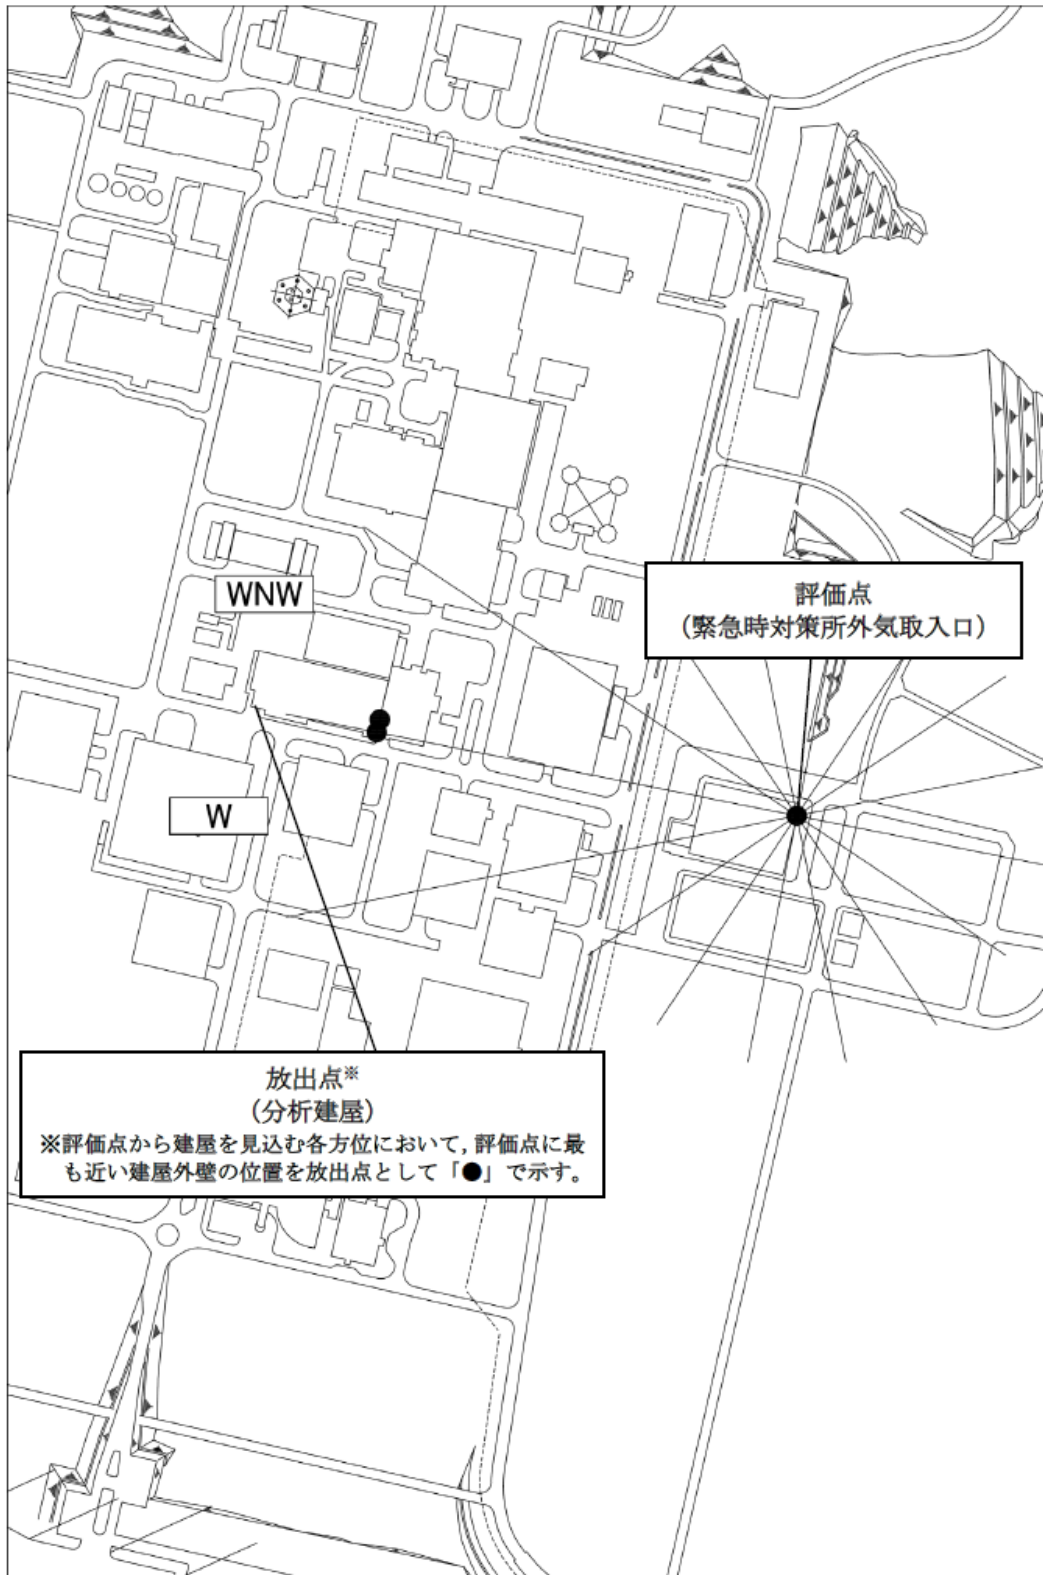 WNW
評価点
（緊急時対策所外気取入口）
W
放出点※
（分析建屋）
※評価点から建屋を見込む各方位において，評価点に最
も近い建屋外壁の位置を放出点として「●」で示す。